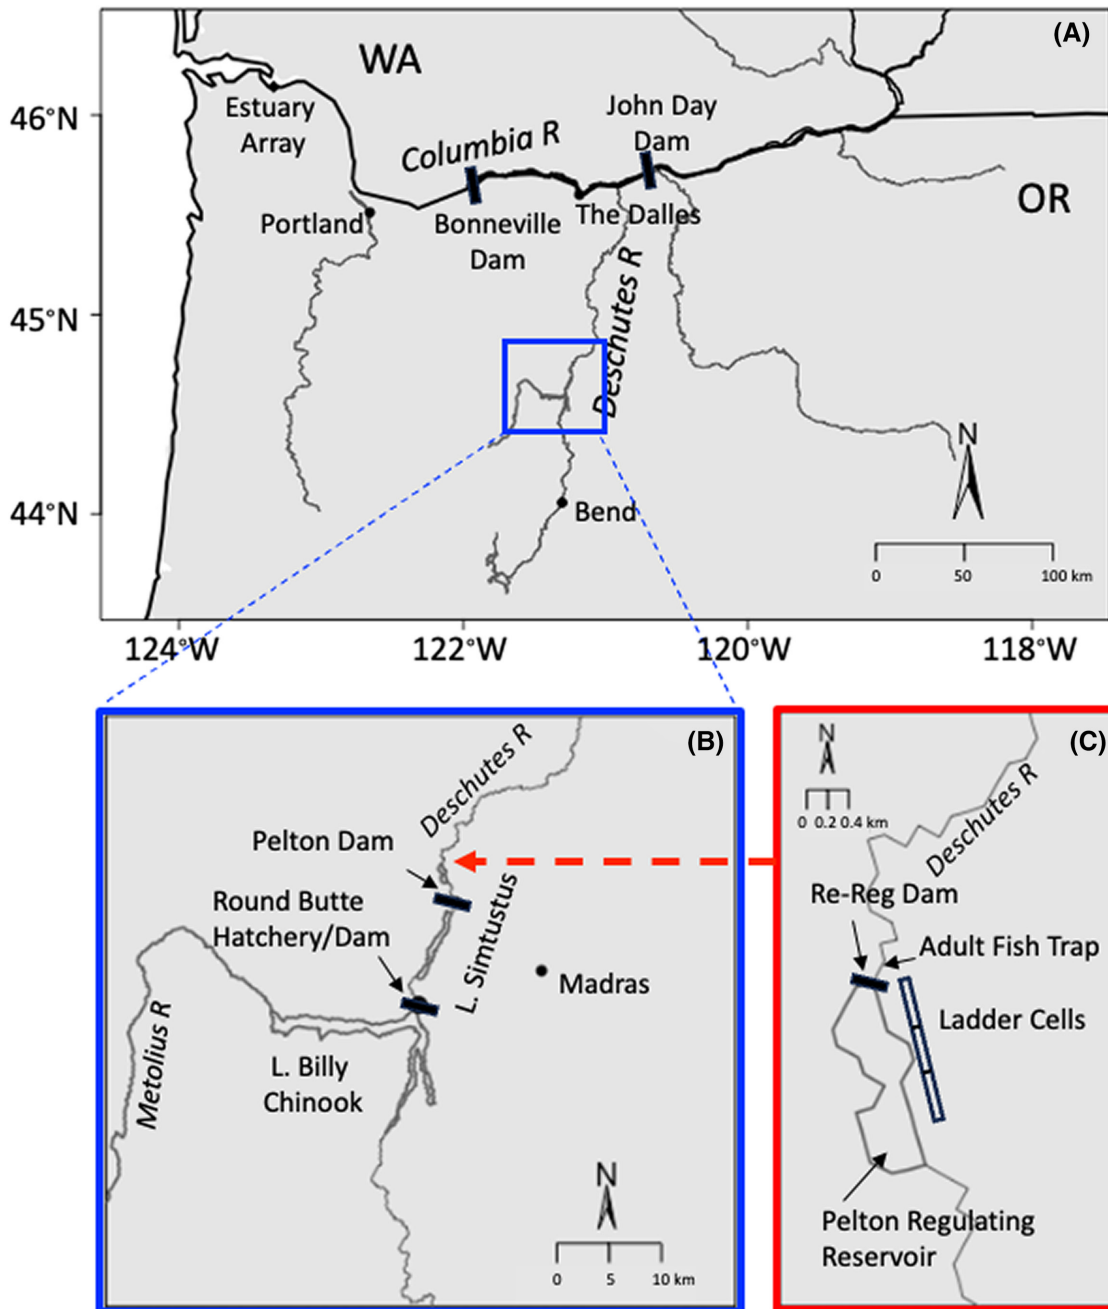 (A)
WA
Estuary
Array
John Day
Dam
46°N
Columbia R
OR
Portland
Bonneville
Dam
The Dalles
Deschutes R
45°N
N
44°N
Bend
0 50 100 km
124°W 122°W 120°W 118°W
(B)
Deschutes R
Pelton Dam
Round Butte
Hatchery/Dam
L. Simtustus
Madras
Metolius R
L. Billy
Chinook
N
0 5 10 km
(C)
N
0 0.2 0.4 km
Deschutes R
Re-Reg Dam
Adult Fish Trap
Ladder Cells
Pelton Regulating
Reservoir